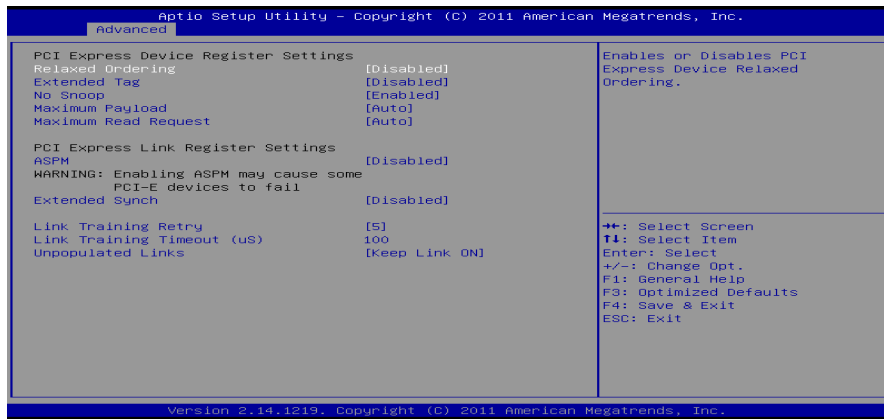 Aptio Setup Utility – Copyright (C) 2011 American Megatrends, Inc.
Advanced
PCI Express Device Register Settings
Relaxed Ordering [Disabled]
Extended Tag [Disabled]
No Snoop [Enabled]
Maximum Payload [Auto]
Maximum Read Request [Auto]
PCI Express Link Register Settings
ASPM [Disabled]
WARNING: Enabling ASPM may cause some
PCI-E devices to fail
Extended Synch [Disabled]
Link Training Retry [5]
Link Training Timeout (uS) 100
Unpopulated Links [Keep Link ON]
Enables or Disables PCI
Express Device Relaxed
Ordering.
→←: Select Screen
↑↓: Select Item
Enter: Select
+/-: Change Opt.
F1: General Help
F3: Optimized Defaults
F4: Save & Exit
ESC: Exit
Version 2.14.1219. Copyright (C) 2011 American Megatrends, Inc.